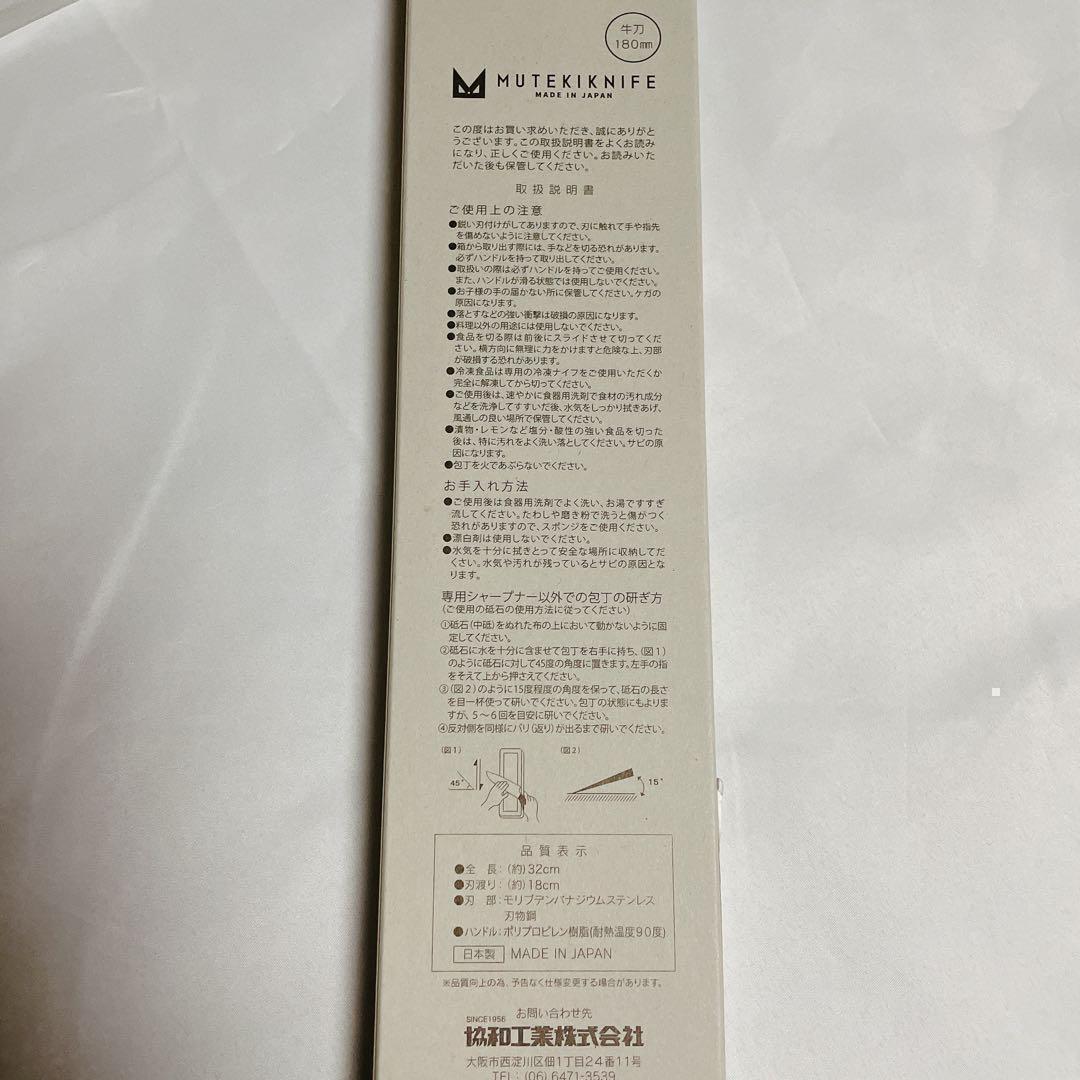 牛刀
180mm
MUTEKIKNIFE
MADE IN JAPAN
この度はお買い求めいただき、誠にありがと
うございます。この取扱説明書をよくお読み
になり、正しくご使用ください。お読みいた
だいた後も保管してください。
取扱説明書
ご使用上の注意
●鋭い刃付けがしてありますので、刃に触れて手や指先
を傷めないように注意してください。
●箱から取り出す際には、手などを切る恐れがあります。
必ずハンドルを持って取り出してください。
●取扱いの際は必ずハンドルを持ってご使用ください。
また、ハンドルが滑る状態では使用しないでください。
●お子様の手の届かない所に保管してください。ケガの
原因になります。
●落とすなどの強い衝撃は破損の原因になります。
●料理以外の用途には使用しないでください。
●食品を切る際は前後にスライドさせて切ってくだ
さい。横方向に無理に力をかけますと危険な上、刃部
が破損する恐れがあります。
●冷凍食品は専用の冷凍ナイフをご使用いただくか
完全に解凍してから切ってください。
●ご使用後は、速やかに食器用洗剤で食材の汚れ成分
などを洗浄してすすいだ後、水気をしっかり拭きあげ、
風通しの良い場所で保管してください。
●漬物・レモンなど塩分・酸性の強い食品を切った
後は、特に汚れをよく洗い落としてください。サビの原
因になります。
●包丁を火であぶらないでください。
お手入れ方法
●ご使用後は食器用洗剤でよく洗い、お湯ですすぎ
流してください。たわしや磨き粉で洗うと傷がつく
恐れがありますので、スポンジをご使用ください。
●漂白剤は使用しないでください。
●水気を十分に拭きとって安全な場所に収納してだ
ください。水気や汚れが残っているとサビの原因とな
ります。
専用シャープナー以外での包丁の研ぎ方
(ご使用の砥石の使用方法に従ってください)
①砥石(中砥)をぬれた布の上において動かないように固
定してください。
②砥石に水を十分に含ませて包丁を右手に持ち、(図1)
のように砥石に対して45度の角度に置きます。左手の指
をそえて上から押さえてください。
③(図2)のように15度程度の角度を保って、砥石の長さ
を目一杯使って研いでください。包丁の状態にもよりま
すが、5〜6回を目安に研いでください。
④反対側を同様にバリ(返り)が出るまで研いでください。
(図1)
(図2)
45°
15°
品質表示
●全 長:(約)32cm
●刃渡り:(約)18cm
●刃 部:モリブデンバナジウムステンレス
刃物鋼
●ハンドル:ポリプロピレン樹脂(耐熱温度90度)
日本製 MADE IN JAPAN
※品質向上の為、予告なく仕様変更する場合があります。
SINCE1956 お問い合わせ先
協和工業株式会社
大阪市西淀川区佃1丁目24番11号
TEL:(06)6471-3539